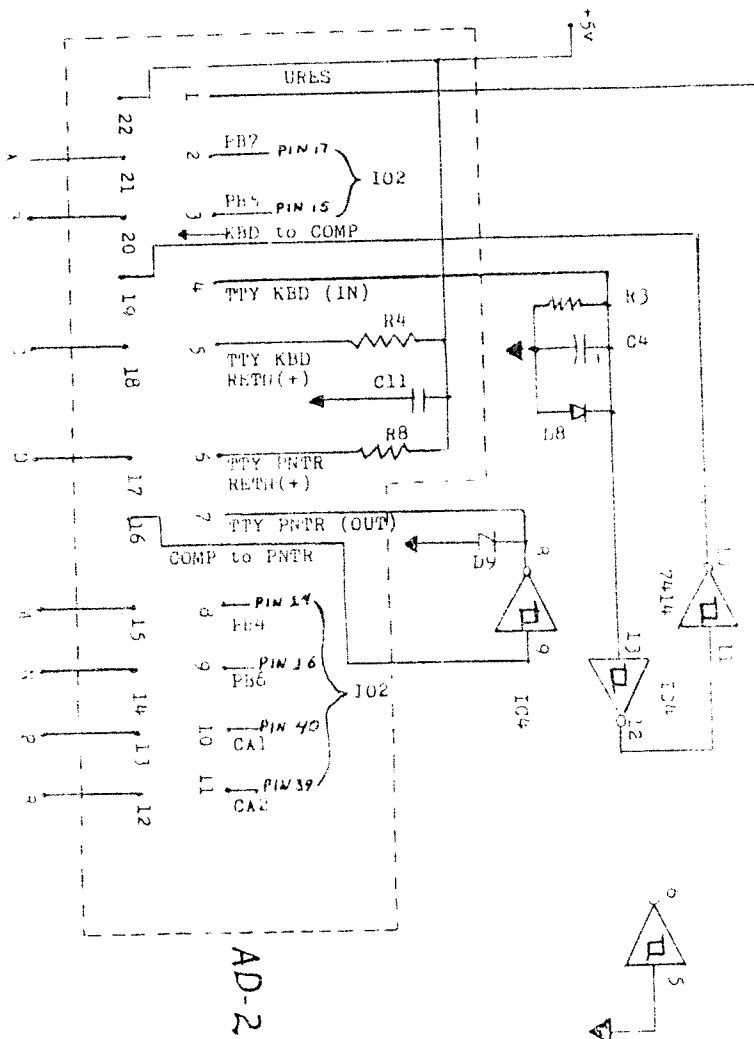 +5v
URES
1
22
PB7 PIN 17
2
IO2
21
PB5 PIN 15
3
20
KBD to COMP
19
4
TTY KBD (IN)
R3
R4
5
C4
18
TTY KBD
RETN(+)
C11
D8
R8
6
17
TTY PNTR
RETN(+)
16
7
TTY PNTR (OUT)
COMP to PNTR
D9
8
7414
13
11
PIN 14
8
15
PB4
9
IC4
IC4
12
PIN 16
9
14
PB6
IO2
PIN 40
10
13
CA1
PIN 39
11
12
CA2
D
P
AD-2
5